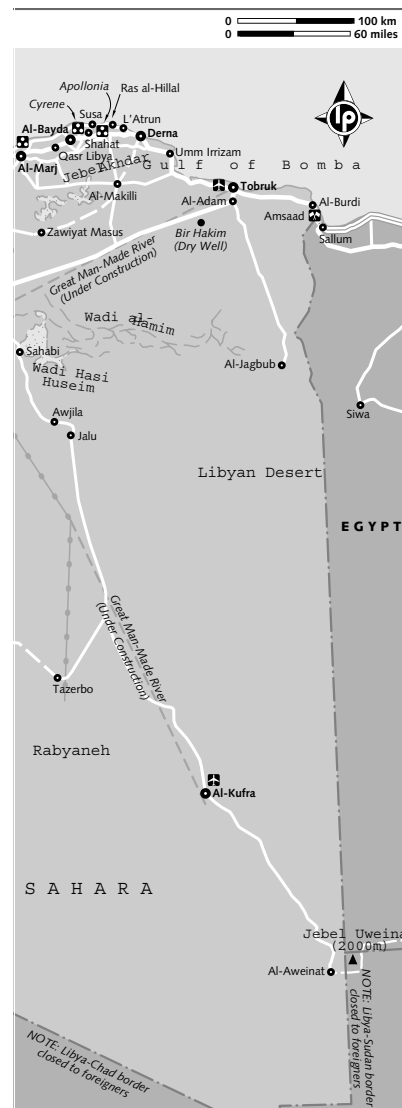 0 100 km
0 60 miles
lp
Apollonia
Ras al-Hillal
Cyrene
Susa
L'Atrun
Al-Bayda
Derna
Shahat
Qasr Libya
Umm Irrizam
Al-Marj
Jebel Akhdar
Gulf of Bomba
Al-Makilli
Tobruk
Al-Adam
Al-Burdi
Amsaad
Zawiyat Masus
Bir Hakim
(Dry Well)
Sallum
Great Man-Made River
(Under Construction)
Wadi al-
Hamim
Sahabi
Wadi Hasi
Huseim
Al-Jagbub
Awjila
Siwa
Jalu
Libyan Desert
EGYPT
Great Man-Made River
(Under Construction)
Tazerbo
Rabyaneh
Al-Kufra
SAHARA
Jebel Uweina
(2000m)
Al-Aweinat
NOTE: Libya-Sudan border
closed to foreigners
NOTE: Libya-Chad border
closed to foreigners